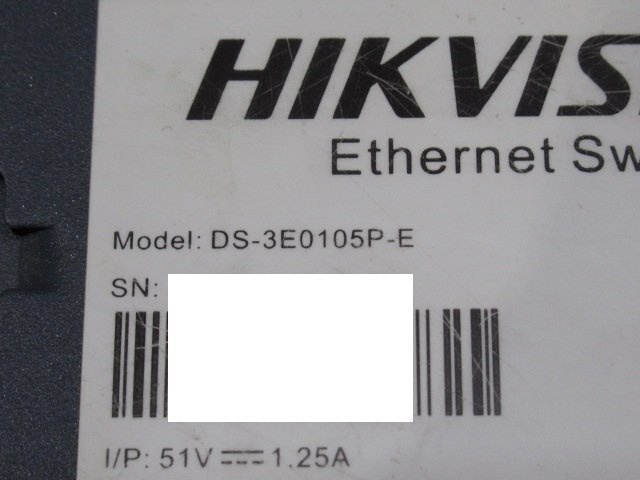 HIKVIS
Ethernet Sw
Model: DS-3E0105P-E
SN:
I/P: 51V ⎓ 1.25A